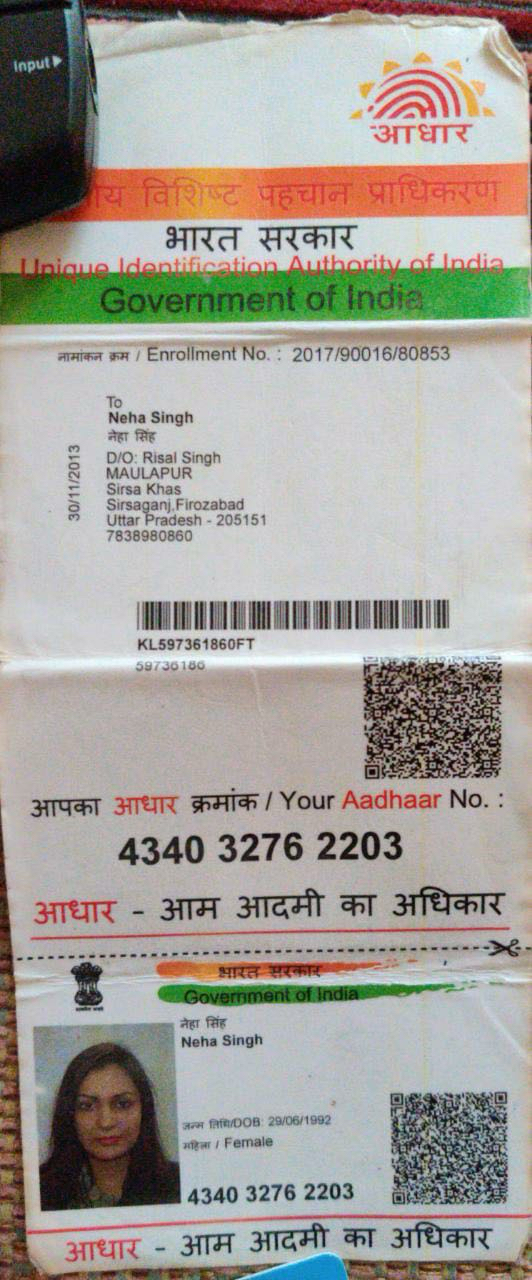 Input
आधार
विशिष्ट पहचान प्राधिकरण
भारत सरकार
Unique Identification Authority of India
Government of India
नामांकन क्रम / Enrollment No. : 2017/90016/80853
To
Neha Singh
नेहा सिंह
D/O: Risal Singh
MAULAPUR
Sirsa Khas
Sirsaganj,Firozabad
Uttar Pradesh - 205151
7838980860
30/11/2013
KL597361860FT
59736186
आपका आधार क्रमांक / Your Aadhaar No. :
4340 3276 2203
आधार - आम आदमी का अधिकार
भारत सरकार
Government of India
नेहा सिंह
Neha Singh
जन्म तिथि/DOB: 29/06/1992
महिला / Female
4340 3276 2203
आधार - आम आदमी का अधिकार